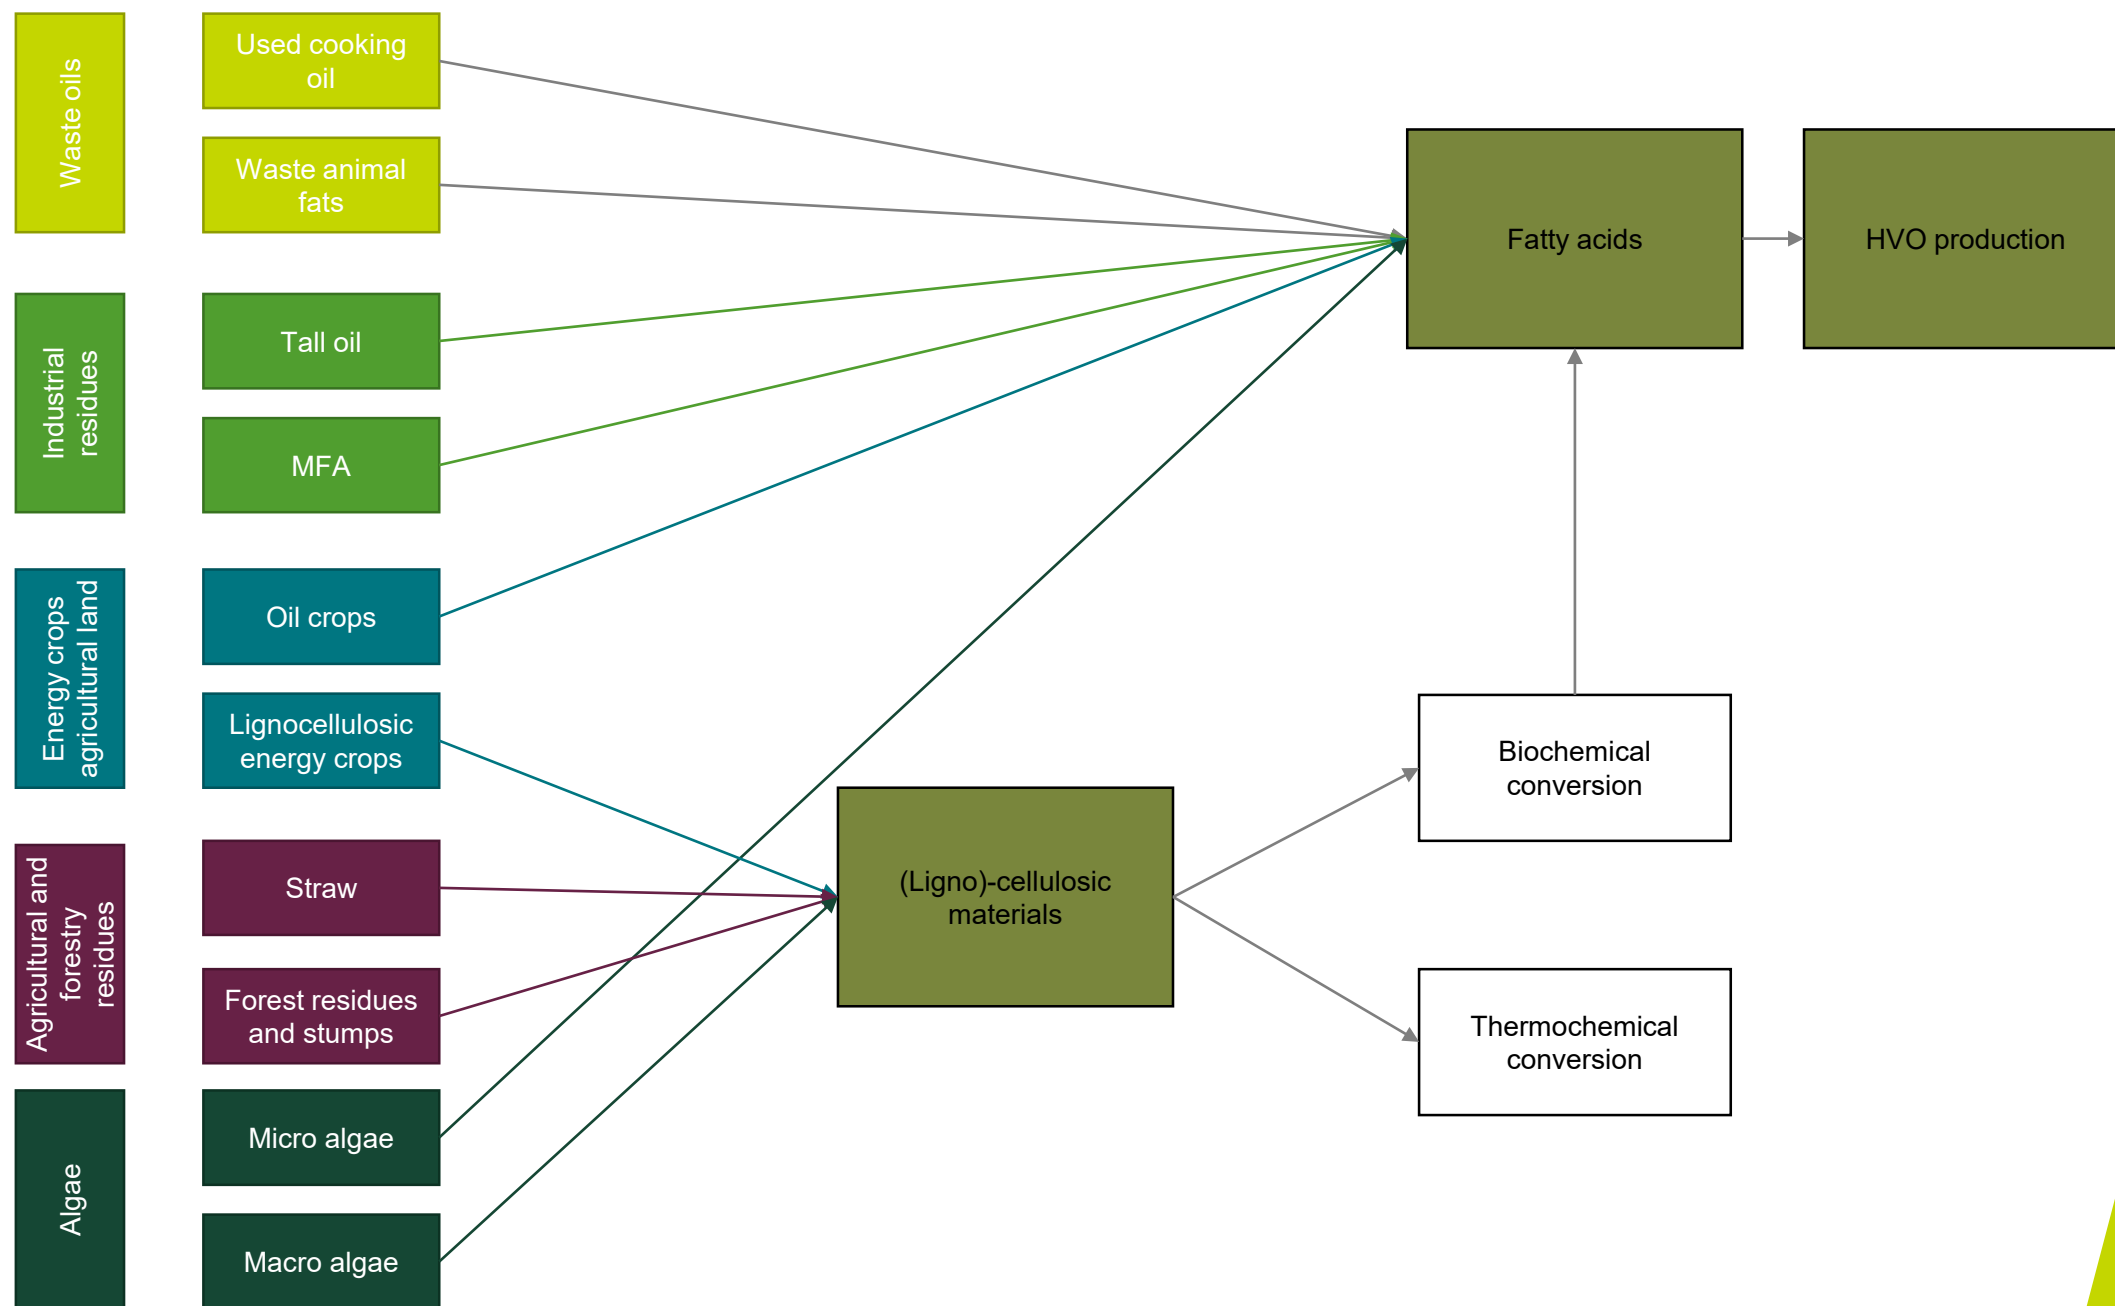 Waste oils
Used cooking
oil
Waste animal
fats
Industrial
residues
Tall oil
MFA
Energy crops
agricultural land
Oil crops
Lignocellulosic
energy crops
Agricultural and
forestry
residues
Straw
Forest residues
and stumps
Algae
Micro algae
Macro algae
(Ligno)-cellulosic
materials
Fatty acids
HVO production
Biochemical
conversion
Thermochemical
conversion